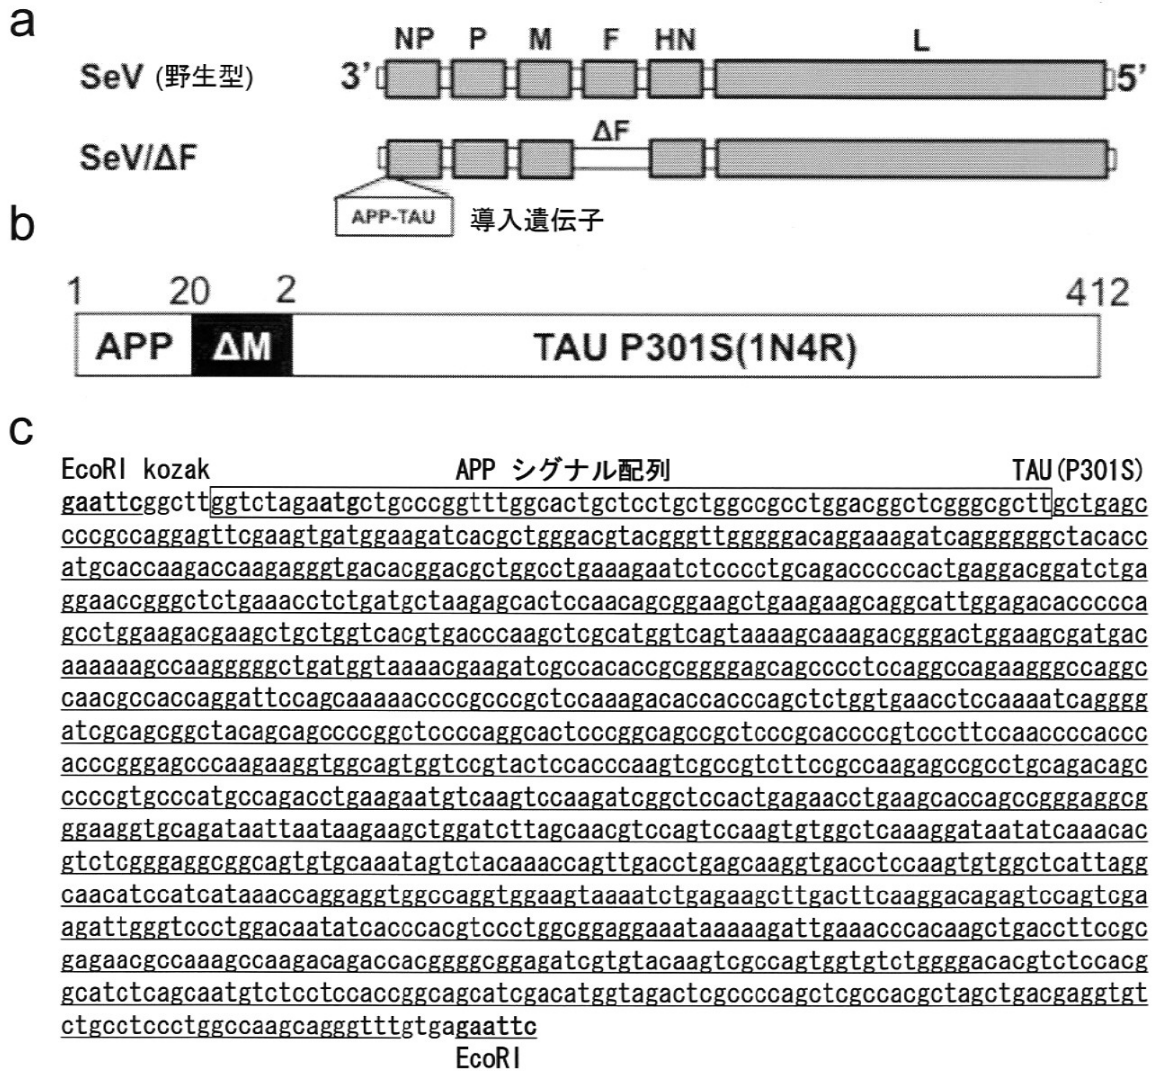 a
NP P M F HN L
SeV (野生型) 3’ 5’
ΔF
SeV/ΔF
APP-TAU 導入遺伝子
b
1 20 2 412
APP ΔM TAU P301S(1N4R)
c
EcoRI kozak APP シグナル配列 TAU(P301S)
gaattcggcttggtctagaatgctgcccggtttggcactgctcctgctggccgcctggacggctcgggcgcttgctgagc
cccgccaggagttcgaagtgatggaagatcacgctgggacgtacgggttgggggacaggaaagatcaggggggctacacc
atgcaccaagaccaagagggtgacacggacgctggcctgaaagaatctcccctgcagacccccactgaggacggatctga
ggaaccgggctctgaaacctctgatgctaagagcactccaacagcggaagctgaagaagcaggcattggagacaccccca
gcctggaagacgaagctgctggtcacgtgacccaagctcgcatggtcagtaaaagcaaagacgggactggaagcgatgac
aaaaaagccaagggggctgatggtaaaacgaagatcgccacaccgcggggagcagcccctccaggccagaagggccaggc
caacgccaccaggattccagcaaaaaccccgcccgctccaaagacaccacccagctctggtgaacctccaaaatcagggg
atcgcagcggctacagcagccccggctccccaggcactcccggcagccgctcccgcaccccgtcccttccaaccccaccc
acccgggagcccaagaaggtggcagtggtccgtactccacccaagtcgccgtcttccgccaagagccgcctgcagacagc
ccccgtgcccatgccagacctgaagaatgtcaagtccaagatcggctccactgagaacctgaagcaccagccgggaggcg
ggaaggtgcagataattaataagaagctggatcttagcaacgtccagtccaagtgtggctcaaaggataatatcaaacac
gtctcgggaggcggcagtgtgcaaatagtctacaaaccagttgacctgagcaaggtgacctccaagtgtggctcattagg
caacatccatcataaaccaggaggtggccaggtggaagtaaaatctgagaagcttgacttcaaggacagagtccagtcga
agattgggtccctggacaatatcacccacgtccctggcggaggaaataaaaagattgaaacccacaagctgaccttccgc
gagaacgccaaagccaagacagaccacggggcggagatcgtgtacaagtcgccagtggtgtctggggacacgtctccacg
gcatctcagcaatgtctcctccaccggcagcatcgacatggtagactcgccccagctcgccacgctagctgacgaggtgt
ctgcctccctggccaagcagggtttgtgagaattc
EcoRI